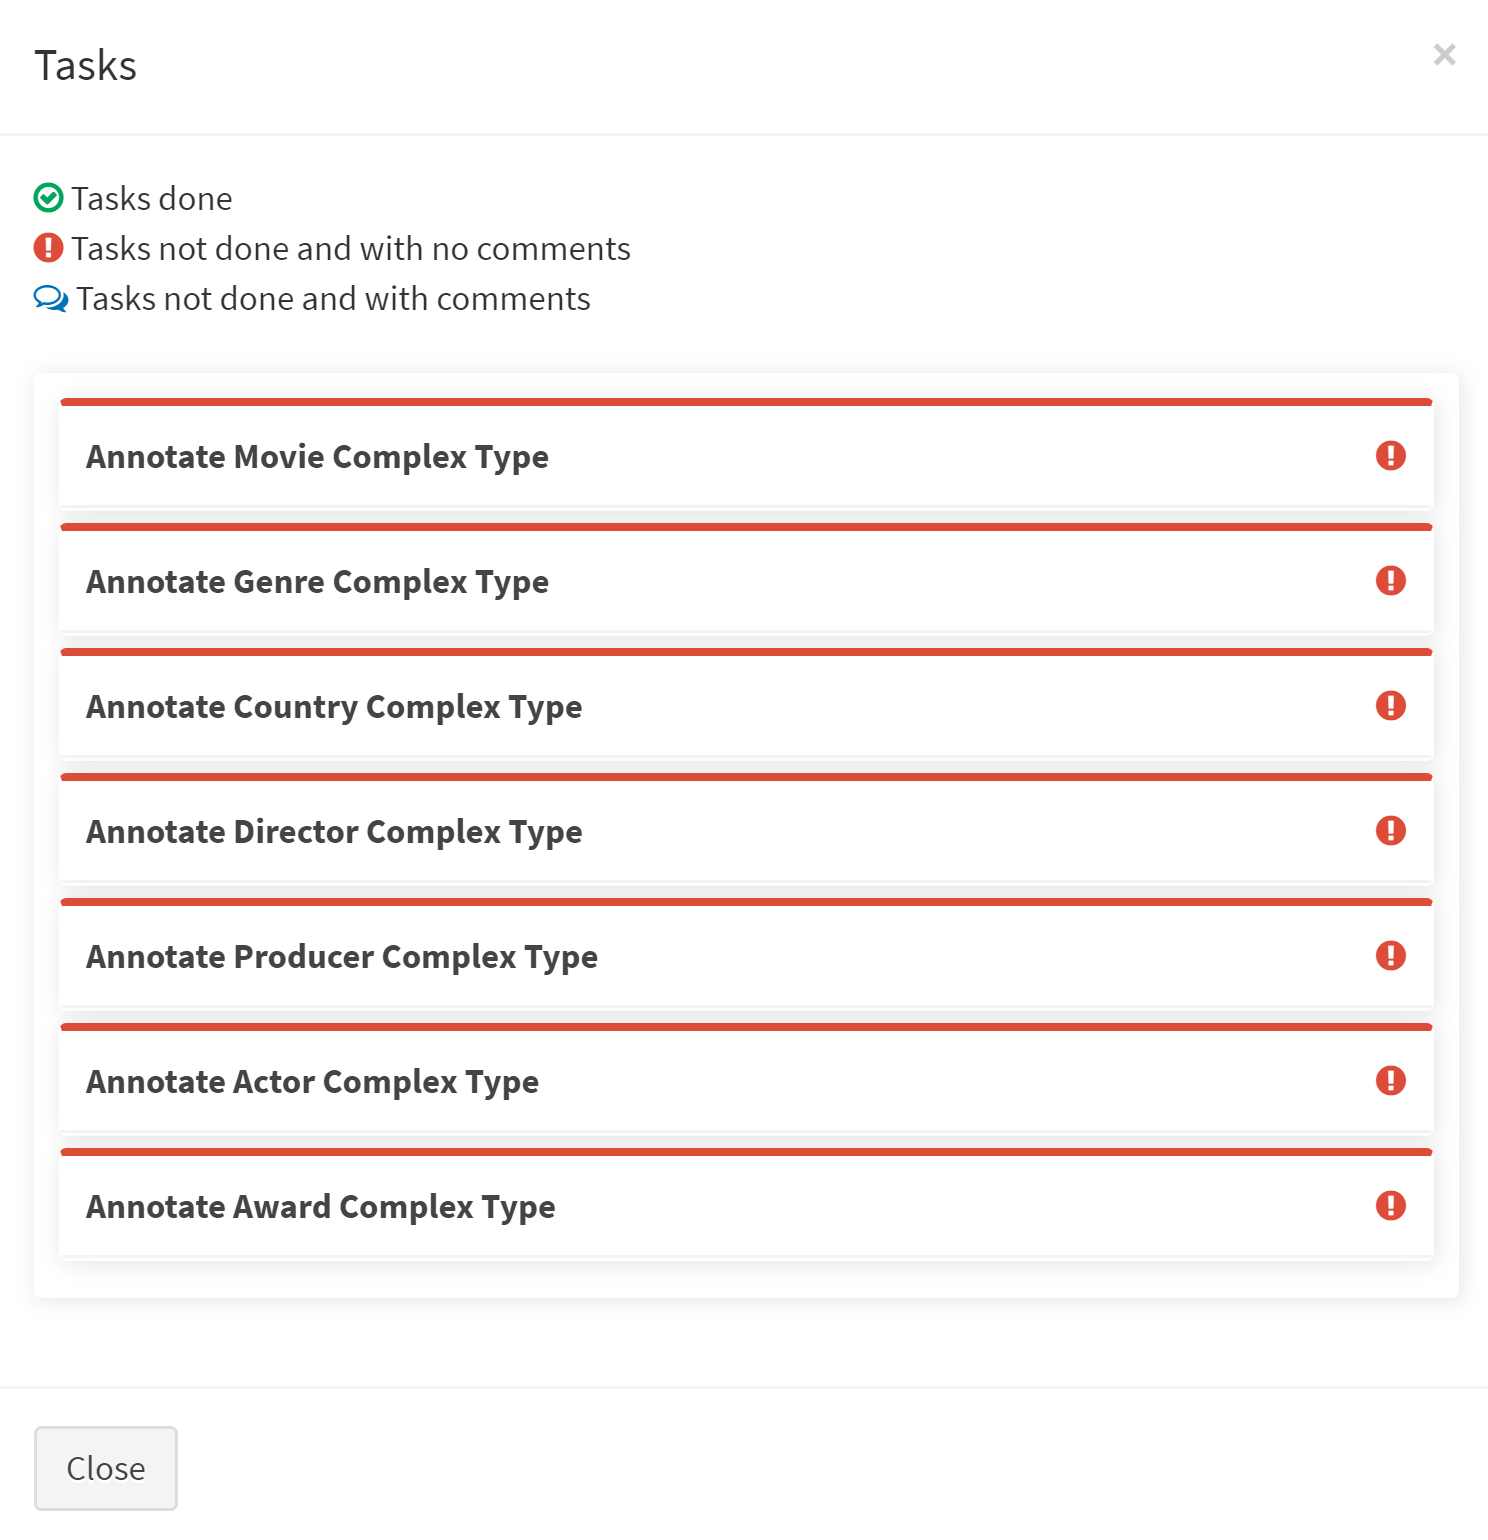 Tasks
×
Tasks done
Tasks not done and with no comments
Tasks not done and with comments
Annotate Movie Complex Type
Annotate Genre Complex Type
Annotate Country Complex Type
Annotate Director Complex Type
Annotate Producer Complex Type
Annotate Actor Complex Type
Annotate Award Complex Type
Close